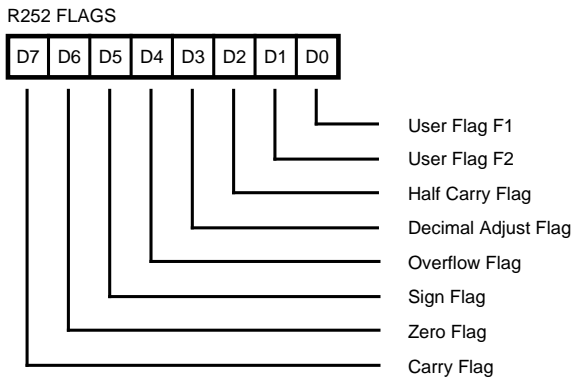 R252 FLAGS
D7 D6 D5 D4 D3 D2 D1 D0
User Flag F1
User Flag F2
Half Carry Flag
Decimal Adjust Flag
Overflow Flag
Sign Flag
Zero Flag
Carry Flag